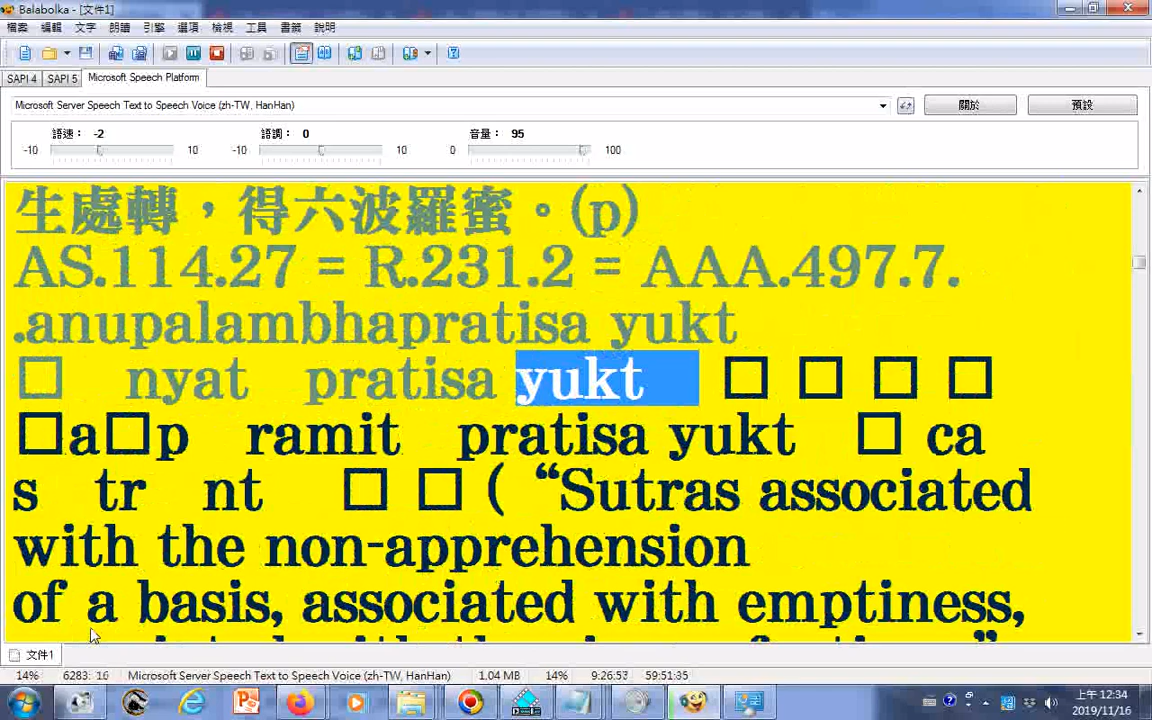 Balabolka - [文件1]
檔案 編輯 文字 朗讀 引擎 選項 檢視 工具 書籤 說明
SAPI 4 SAPI 5 Microsoft Speech Platform
Microsoft Server Speech Text to Speech Voice (zh-TW, HanHan) 關於 預設
語速： -2 語調： 0 音量： 95
-10 10 -10 10 0 100
生處轉，得六波羅蜜。(p)
AS.114.27 = R.231.2 = AAA.497.7.
.anupalambhapratisa yukt
□ nyat pratisa yukt □ □ □ □
□a□p ramit pratisa yukt □ ca
s tr nt □ □ ( “Sutras associated
with the non-apprehension
of a basis, associated with emptiness,
文件1
14% 6283: 16 Microsoft Server Speech Text to Speech Voice (zh-TW, HanHan) 1.04 MB 14% 9:26:53 59:51:35
上午 12:34
2019/11/16